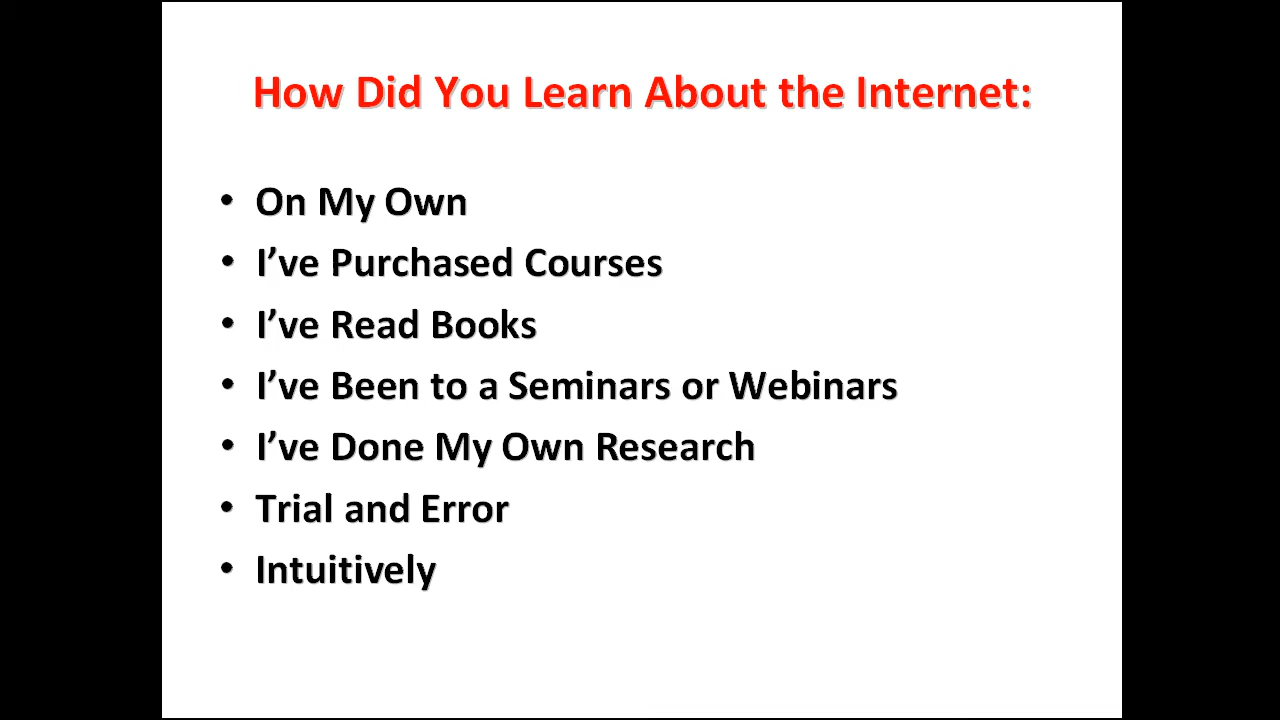 How Did You Learn About the Internet:
• On My Own
• I’ve Purchased Courses
• I’ve Read Books
• I’ve Been to a Seminars or Webinars
• I’ve Done My Own Research
• Trial and Error
• Intuitively